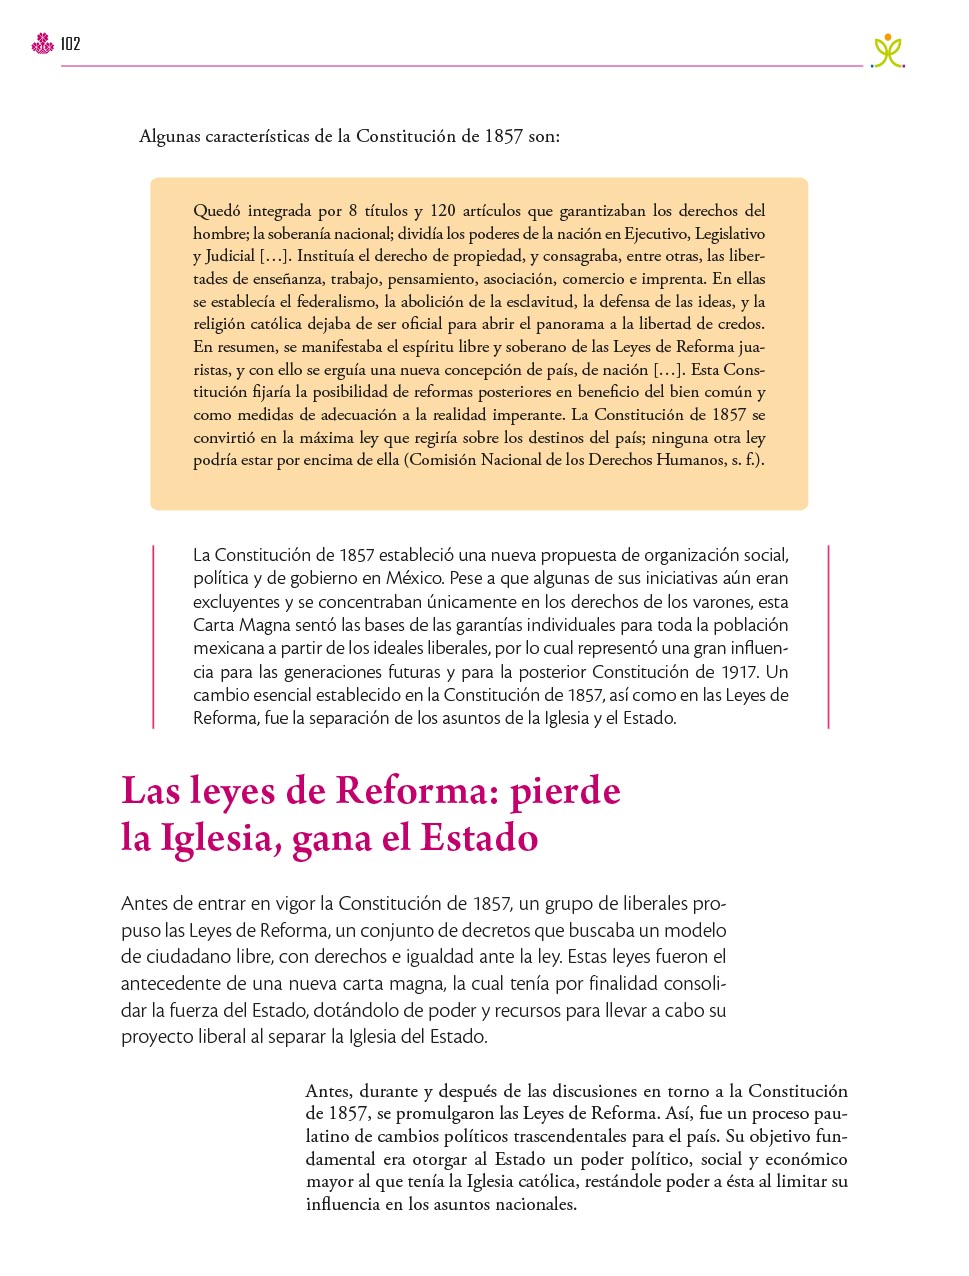 102
Algunas características de la Constitución de 1857 son:
Quedó integrada por 8 títulos y 120 artículos que garantizaban los derechos del
hombre; la soberanía nacional; dividía los poderes de la nación en Ejecutivo, Legislativo
y Judicial […]. Instituía el derecho de propiedad, y consagraba, entre otras, las liber-
tades de enseñanza, trabajo, pensamiento, asociación, comercio e imprenta. En ellas
se establecía el federalismo, la abolición de la esclavitud, la defensa de las ideas, y la
religión católica dejaba de ser oficial para abrir el panorama a la libertad de credos.
En resumen, se manifestaba el espíritu libre y soberano de las Leyes de Reforma jua-
ristas, y con ello se erguía una nueva concepción de país, de nación […]. Esta Cons-
titución fijaría la posibilidad de reformas posteriores en beneficio del bien común y
como medidas de adecuación a la realidad imperante. La Constitución de 1857 se
convirtió en la máxima ley que regiría sobre los destinos del país; ninguna otra ley
podría estar por encima de ella (Comisión Nacional de los Derechos Humanos, s. f.).
La Constitución de 1857 estableció una nueva propuesta de organización social,
política y de gobierno en México. Pese a que algunas de sus iniciativas aún eran
excluyentes y se concentraban únicamente en los derechos de los varones, esta
Carta Magna sentó las bases de las garantías individuales para toda la población
mexicana a partir de los ideales liberales, por lo cual representó una gran influen-
cia para las generaciones futuras y para la posterior Constitución de 1917. Un
cambio esencial establecido en la Constitución de 1857, así como en las Leyes de
Reforma, fue la separación de los asuntos de la Iglesia y el Estado.
Las leyes de Reforma: pierde
la Iglesia, gana el Estado
Antes de entrar en vigor la Constitución de 1857, un grupo de liberales pro-
puso las Leyes de Reforma, un conjunto de decretos que buscaba un modelo
de ciudadano libre, con derechos e igualdad ante la ley. Estas leyes fueron el
antecedente de una nueva carta magna, la cual tenía por finalidad consoli-
dar la fuerza del Estado, dotándolo de poder y recursos para llevar a cabo su
proyecto liberal al separar la Iglesia del Estado.
Antes, durante y después de las discusiones en torno a la Constitución
de 1857, se promulgaron las Leyes de Reforma. Así, fue un proceso pau-
latino de cambios políticos trascendentales para el país. Su objetivo fun-
damental era otorgar al Estado un poder político, social y económico
mayor al que tenía la Iglesia católica, restándole poder a ésta al limitar su
influencia en los asuntos nacionales.